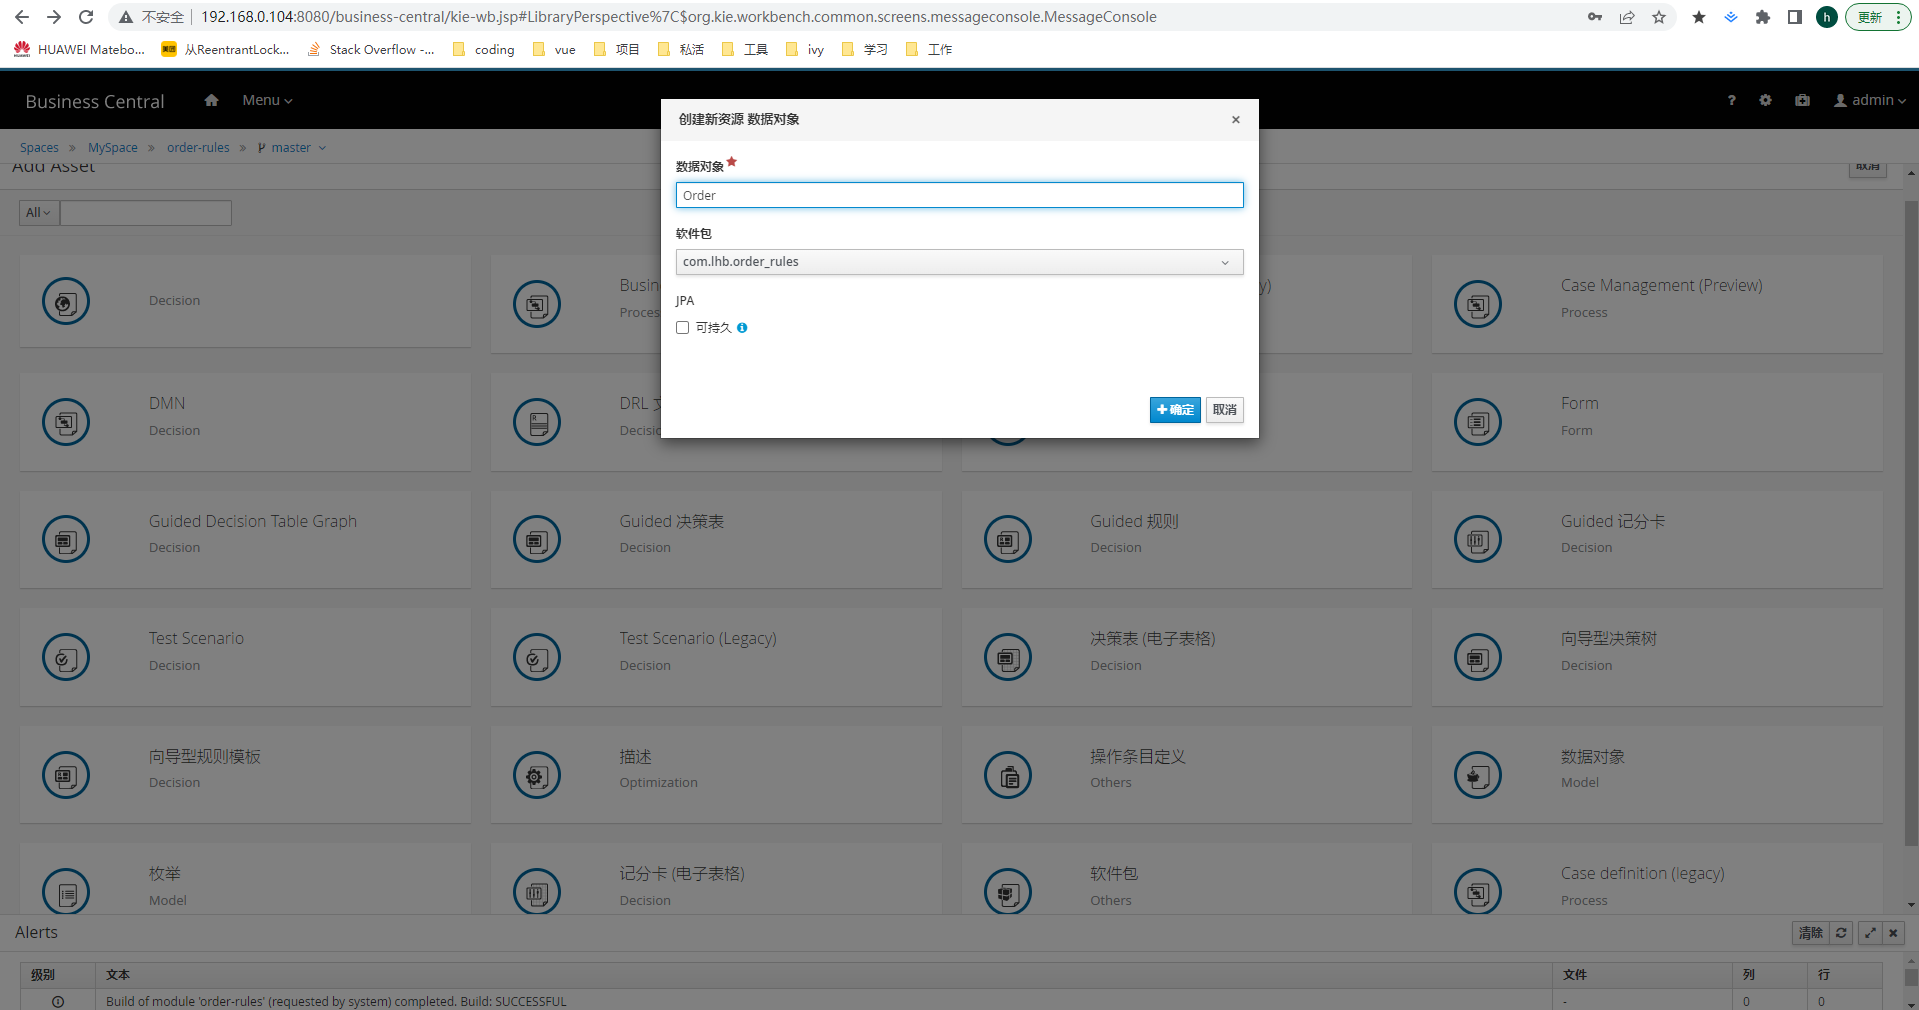 不安全 192.168.0.104:8080/business-central/kie-wb.jsp#LibraryPerspective%7C$org.kie.workbench.common.screens.messageconsole.MessageConsole h 更新
HUAWEI Matebo... 从ReentrantLock... Stack Overflow -... coding vue 项目 私活 工具 ivy 学习 工作
Business Central Menu ? admin
Spaces » MySpace » order-rules » master
Add Asset 取消
All
创建新资源 数据对象 ×
数据对象
Order
软件包
com.lhb.order_rules
JPA
可持久
确定 取消
Decision
Busin
Proces
y)
Case Management (Preview)
Process
DMN
Decision
DRL
Decisio
Form
Form
Guided Decision Table Graph
Decision
Guided 决策表
Decision
Guided 规则
Decision
Guided 记分卡
Decision
Test Scenario
Decision
Test Scenario (Legacy)
Decision
决策表 (电子表格)
Decision
向导型决策树
Decision
向导型规则模板
Decision
描述
Optimization
操作条目定义
Others
数据对象
Model
枚举
Model
记分卡 (电子表格)
Decision
软件包
Others
Case definition (legacy)
Process
Alerts 清除
级别 文本 文件 列 行
Build of module 'order-rules' (requested by system) completed. Build: SUCCESSFUL - 0 0